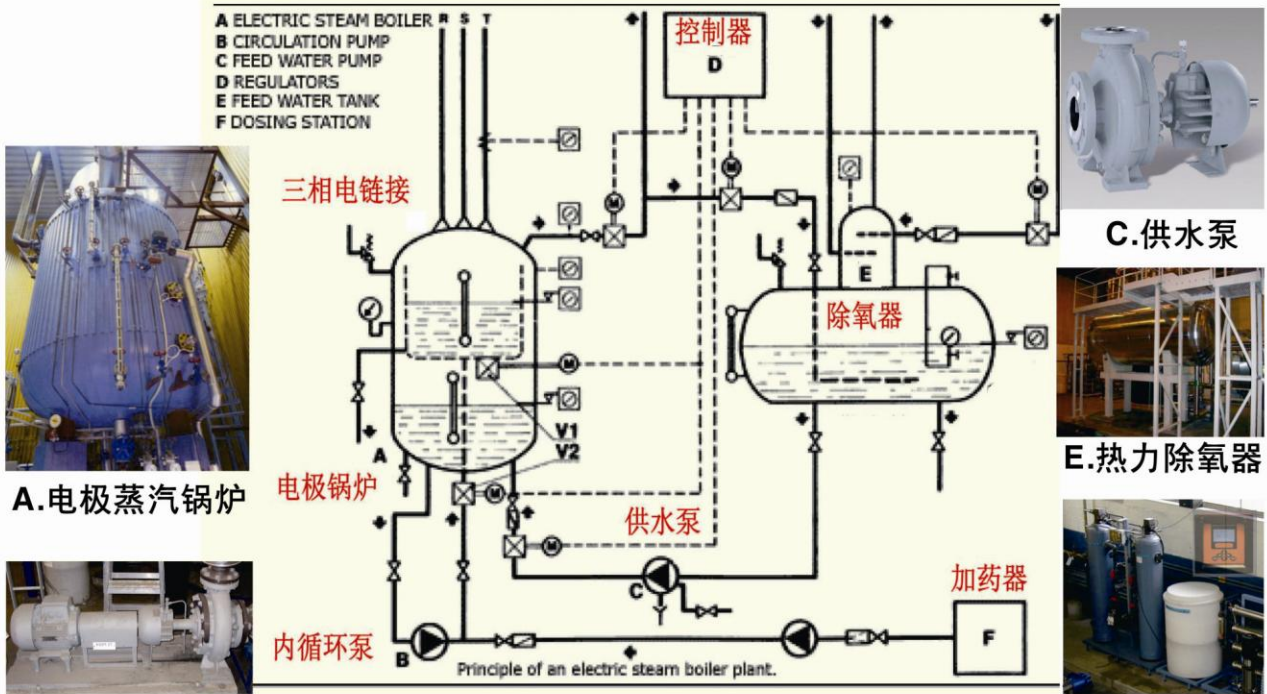 A ELECTRIC STEAM BOILER
B CIRCULATION PUMP
C FEED WATER PUMP
D REGULATORS
E FEED WATER TANK
F DOSING STATION
R S T
控制器
D
三相电链接
M
M
M
C.供水泵
E
除氧器
M
V1
V2
A
电极锅炉
M
M
供水泵
E.热力除氧器
A.电极蒸汽锅炉
C
加药器
F
内循环泵
B
Principle of an electric steam boiler plant.